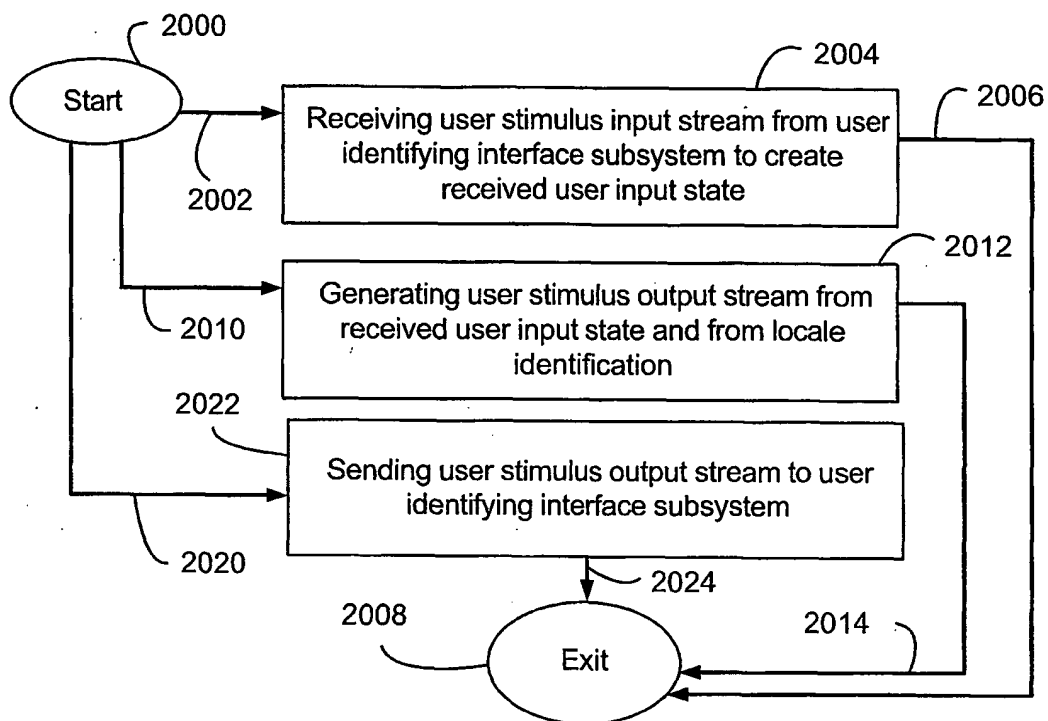 2000
Start
2004
2006
Receiving user stimulus input stream from user
identifying interface subsystem to create
received user input state
2002
2012
Generating user stimulus output stream from
received user input state and from locale
identification
2010
2022
Sending user stimulus output stream to user
identifying interface subsystem
2020
2024
2008
2014
Exit